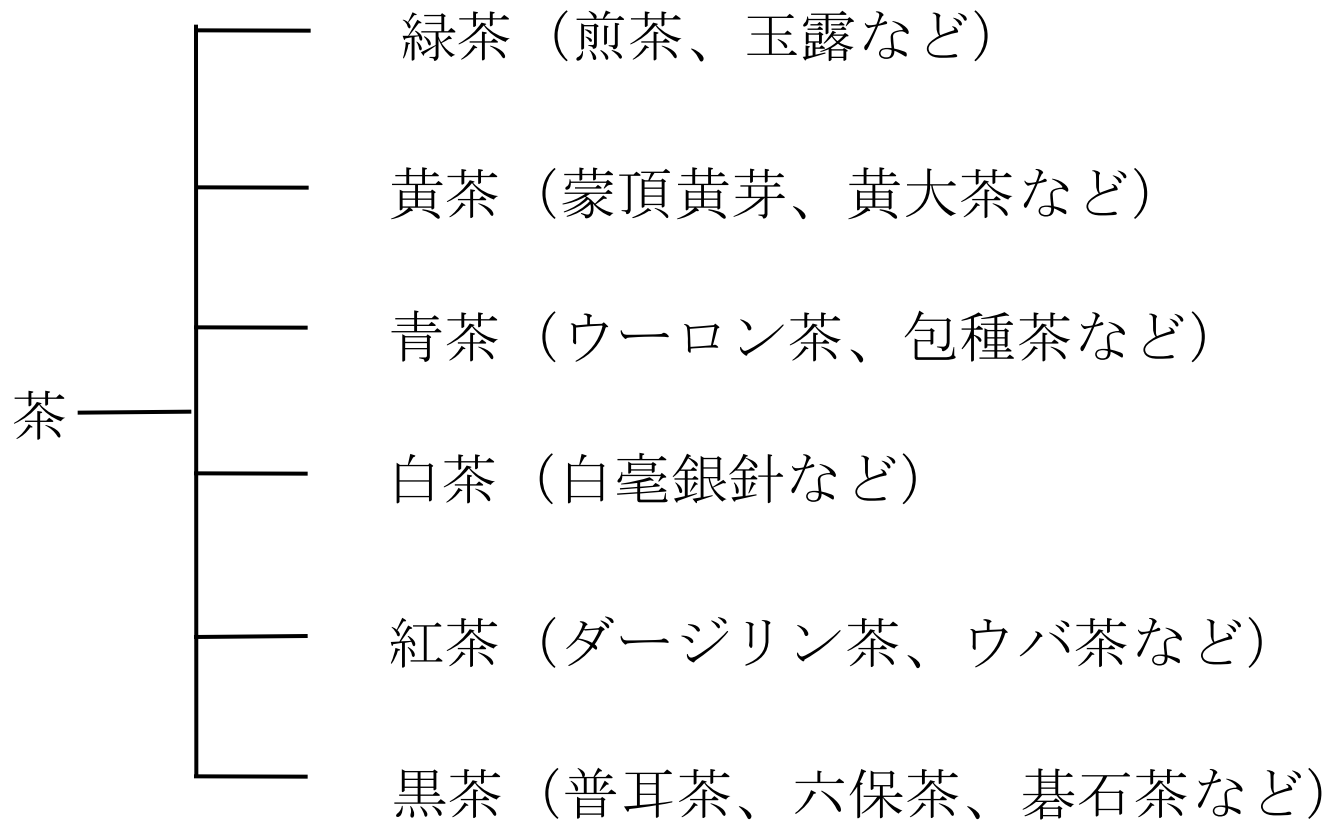 緑茶（煎茶、玉露など）
黄茶（蒙頂黄芽、黄大茶など）
青茶（ウーロン茶、包種茶など）
茶
白茶（白毫銀針など）
紅茶（ダージリン茶、ウバ茶など）
黒茶（普耳茶、六保茶、碁石茶など）